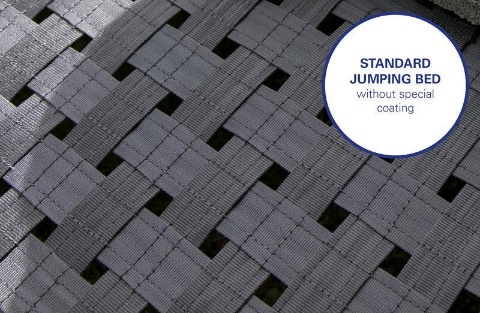 STANDARD
JUMPING BED
without special
coating